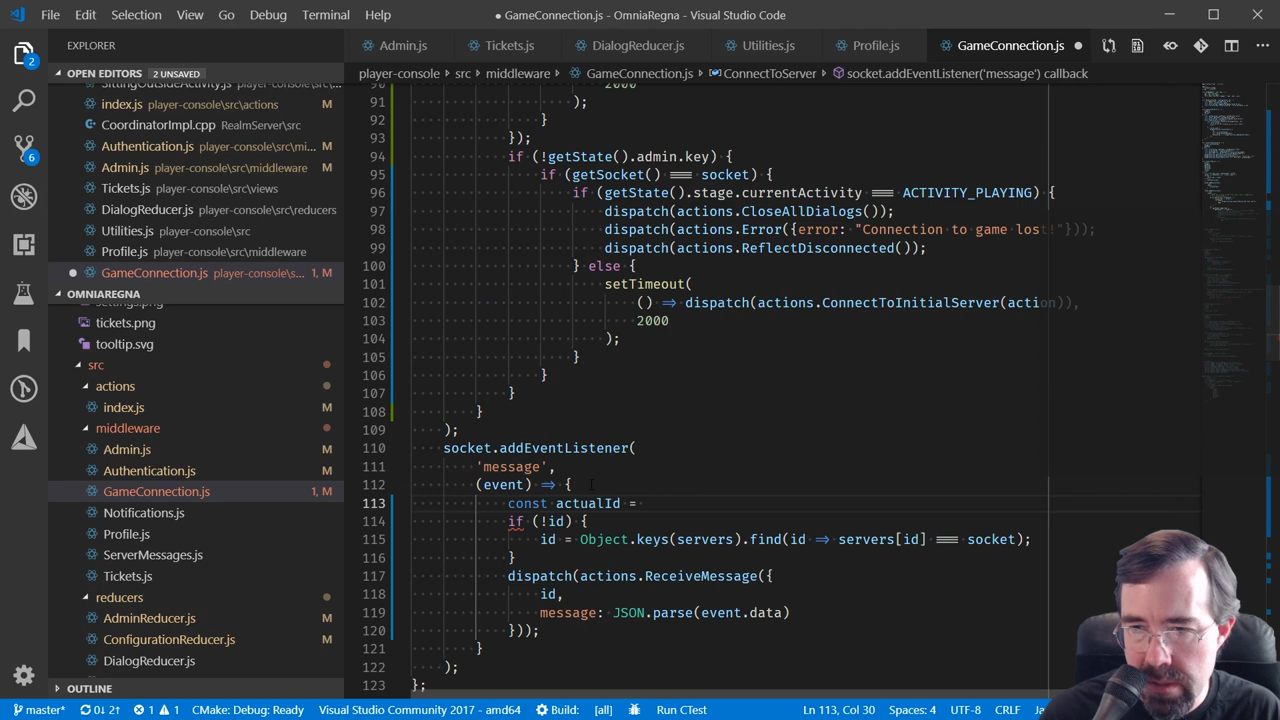 File Edit Selection View Go Debug Terminal Help
● GameConnection.js - OmniaRegna - Visual Studio Code
EXPLORER
Admin.js Tickets.js DialogReducer.js Utilities.js Profile.js GameConnection.js ●
OPEN EDITORS 2 UNSAVED
player-console > src > middleware > GameConnection.js > ConnectToServer > socket.addEventListener('message') callback
SittingOutsideActivity.js player-console\src\...
index.js player-console\src\actions M
CoordinatorImpl.cpp RealmServer\src
Authentication.js player-console\src\mi... M
Admin.js player-console\src\middleware M
Tickets.js player-console\src\views
DialogReducer.js player-console\src\reducers
Utilities.js player-console\src
Profile.js player-console\src\middleware
● GameConnection.js player-console\s... 1, M
OMNIAREGNA
tickets.png
tooltip.svg
src
actions
index.js M
middleware
Admin.js M
Authentication.js M
GameConnection.js 1, M
Notifications.js
Profile.js
ServerMessages.js
Tickets.js
reducers
AdminReducer.js M
ConfigurationReducer.js M
DialogReducer.js
OUTLINE
2
6
90 2000
91 );
92 }
93 });
94 if (!getState().admin.key) {
95 if (getSocket() === socket) {
96 if (getState().stage.currentActivity === ACTIVITY_PLAYING) {
97 dispatch(actions.CloseAllDialogs());
98 dispatch(actions.Error({error: "Connection to game lost!"}));
99 dispatch(actions.ReflectDisconnected());
100 } else {
101 setTimeout(
102 () => dispatch(actions.ConnectToInitialServer(action)),
103 2000
104 );
105 }
106 }
107 }
108 }
109 );
110 socket.addEventListener(
111 'message',
112 (event) => {
113 const actualId =
114 if (!id) {
115 id = Object.keys(servers).find(id => servers[id] === socket);
116 }
117 dispatch(actions.ReceiveMessage({
118 id,
119 message: JSON.parse(event.data)
120 }));
121 }
122 );
123 };
master* 0↓ 2↑ 1 1 CMake: Debug: Ready Visual Studio Community 2017 - amd64 Build: [all] Run CTest Ln 113, Col 30 Spaces: 4 UTF-8 CRLF